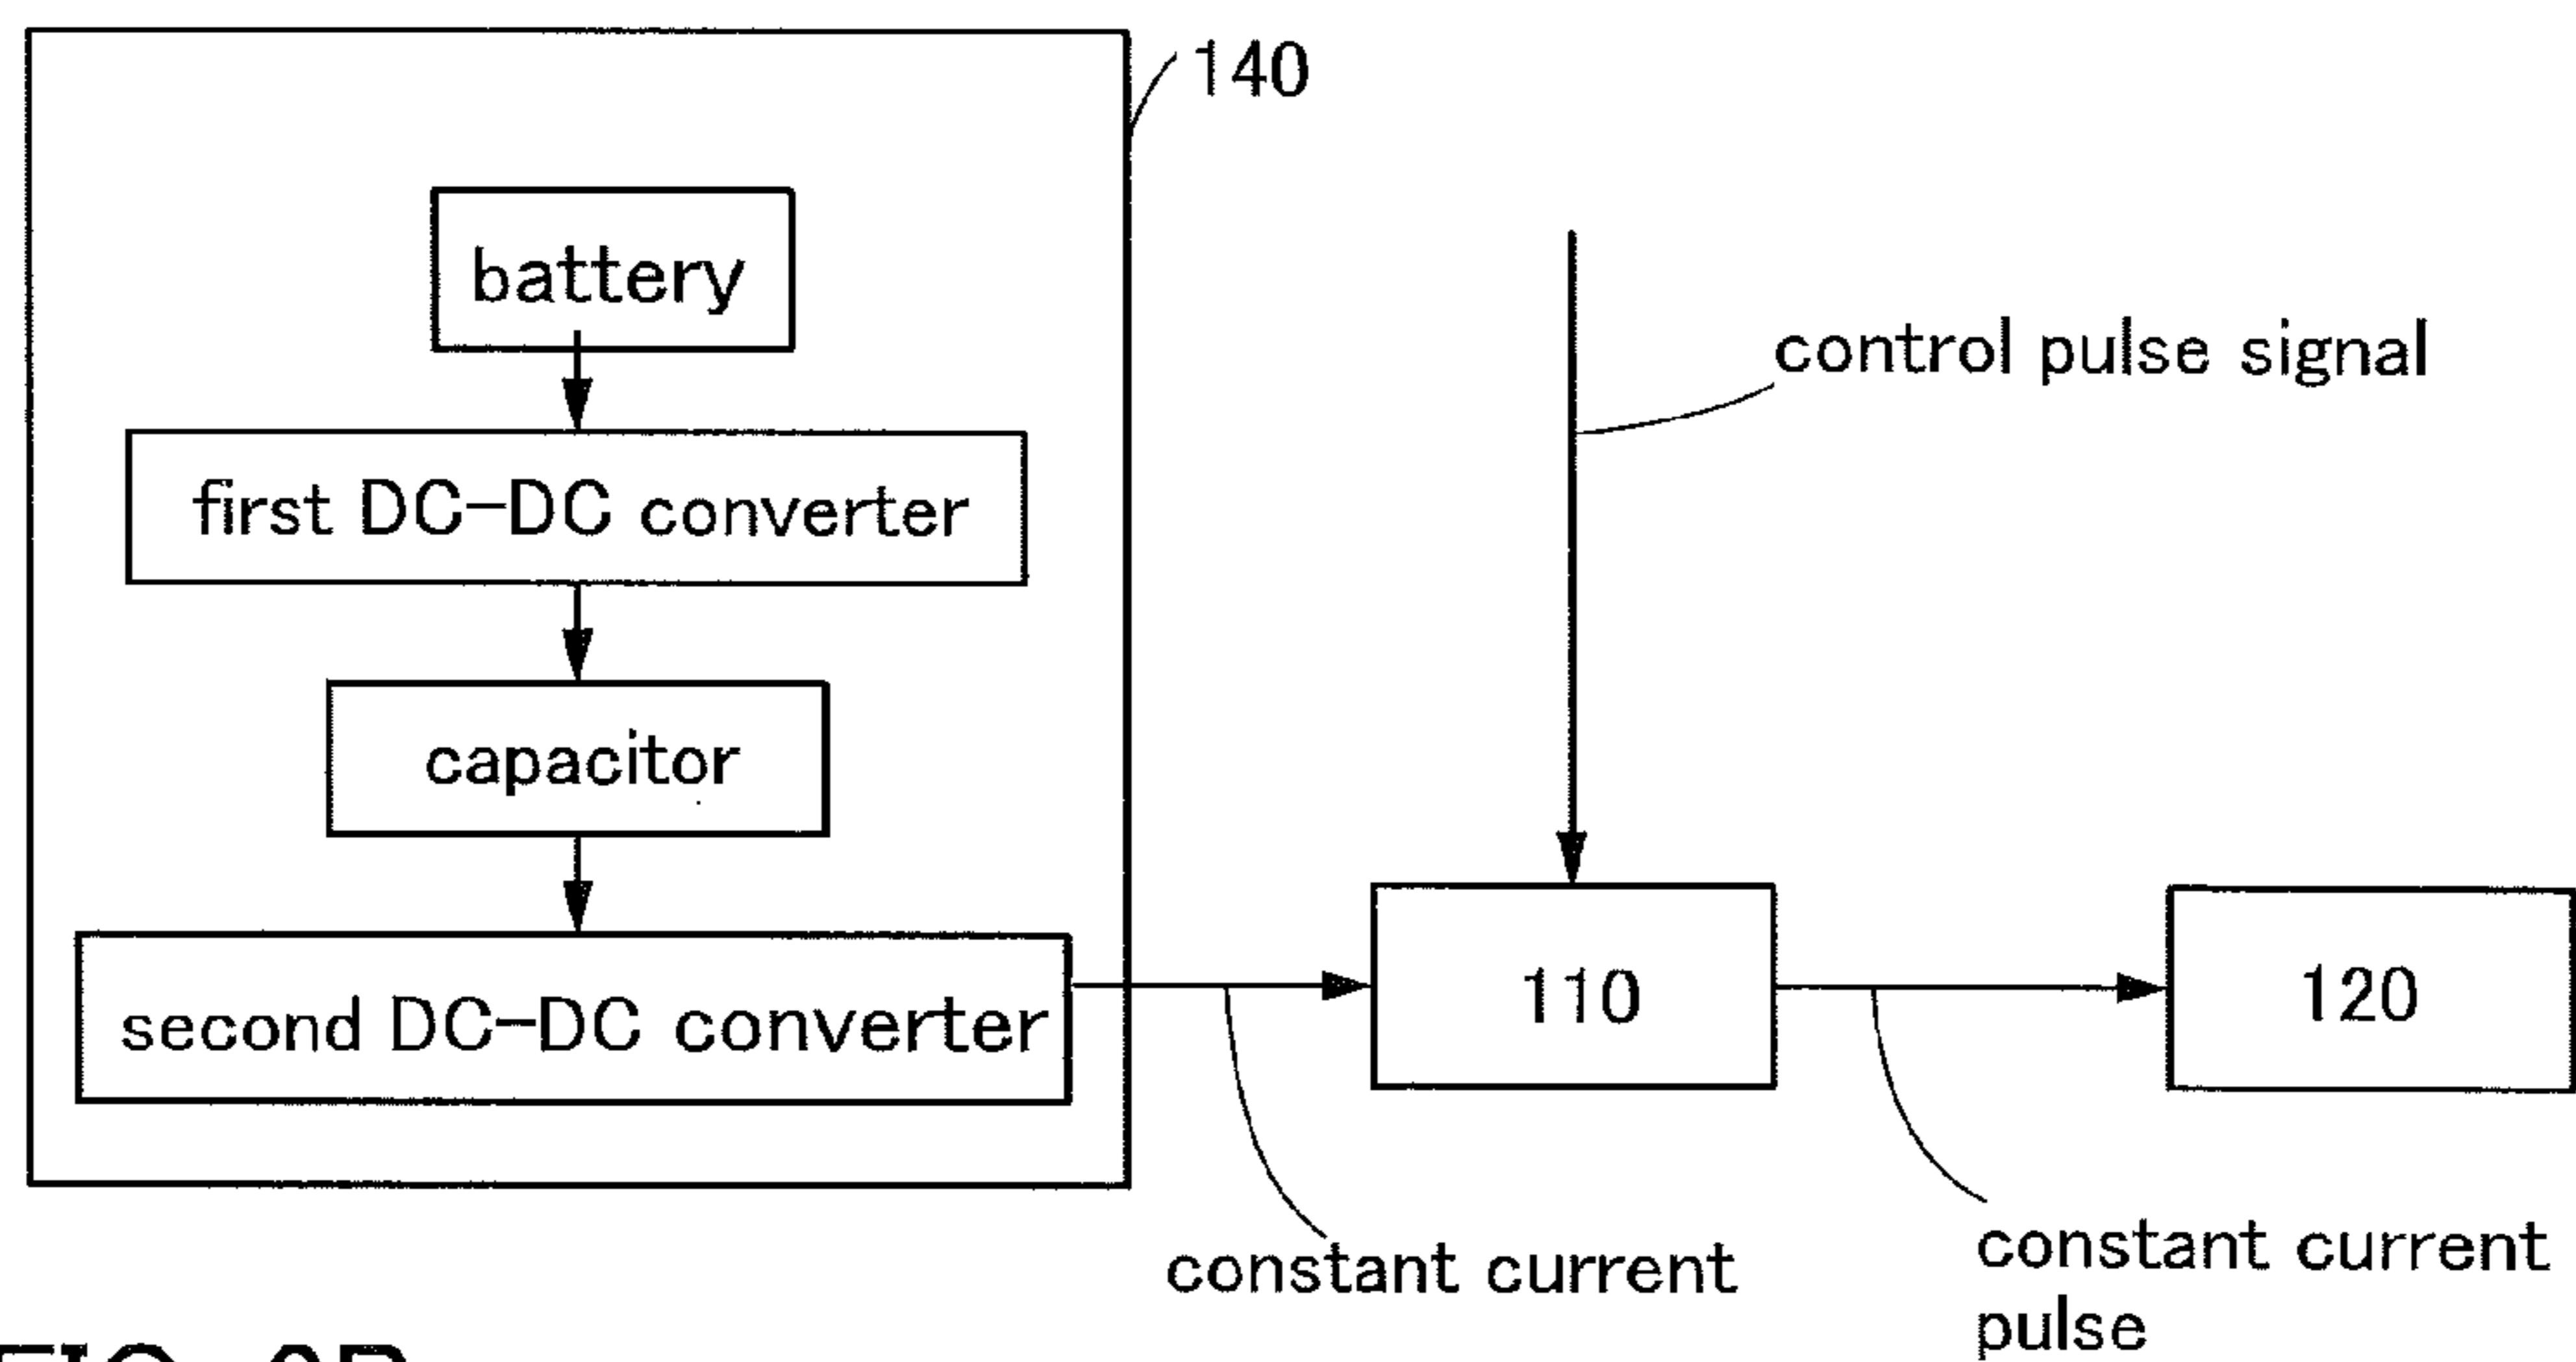 140
battery
control pulse signal
first DC-DC converter
capacitor
second DC-DC converter
110
120
constant current
constant current
pulse